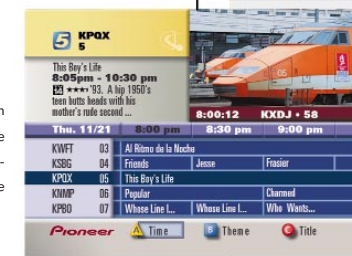 5 KPQX
5
This Boy's Life
8:05pm - 10:30 pm
'93. A hip 1950's
teen butts heads with his
mother's rude second ...
05
8:00:12 KXDJ • 58
Thu. 11/21 8:00 pm 8:30 pm 9:00 pm
KWFT 03 Al Ritmo de la Noche
KSBG 04 Friends Jesse Frasier
KPQX 05 This Boy's Life
KNMP 06 Popular Charmed
KPBO 07 Whose Line I... Whose Line I... Who Wants...
Pioneer A Time B Theme C Title